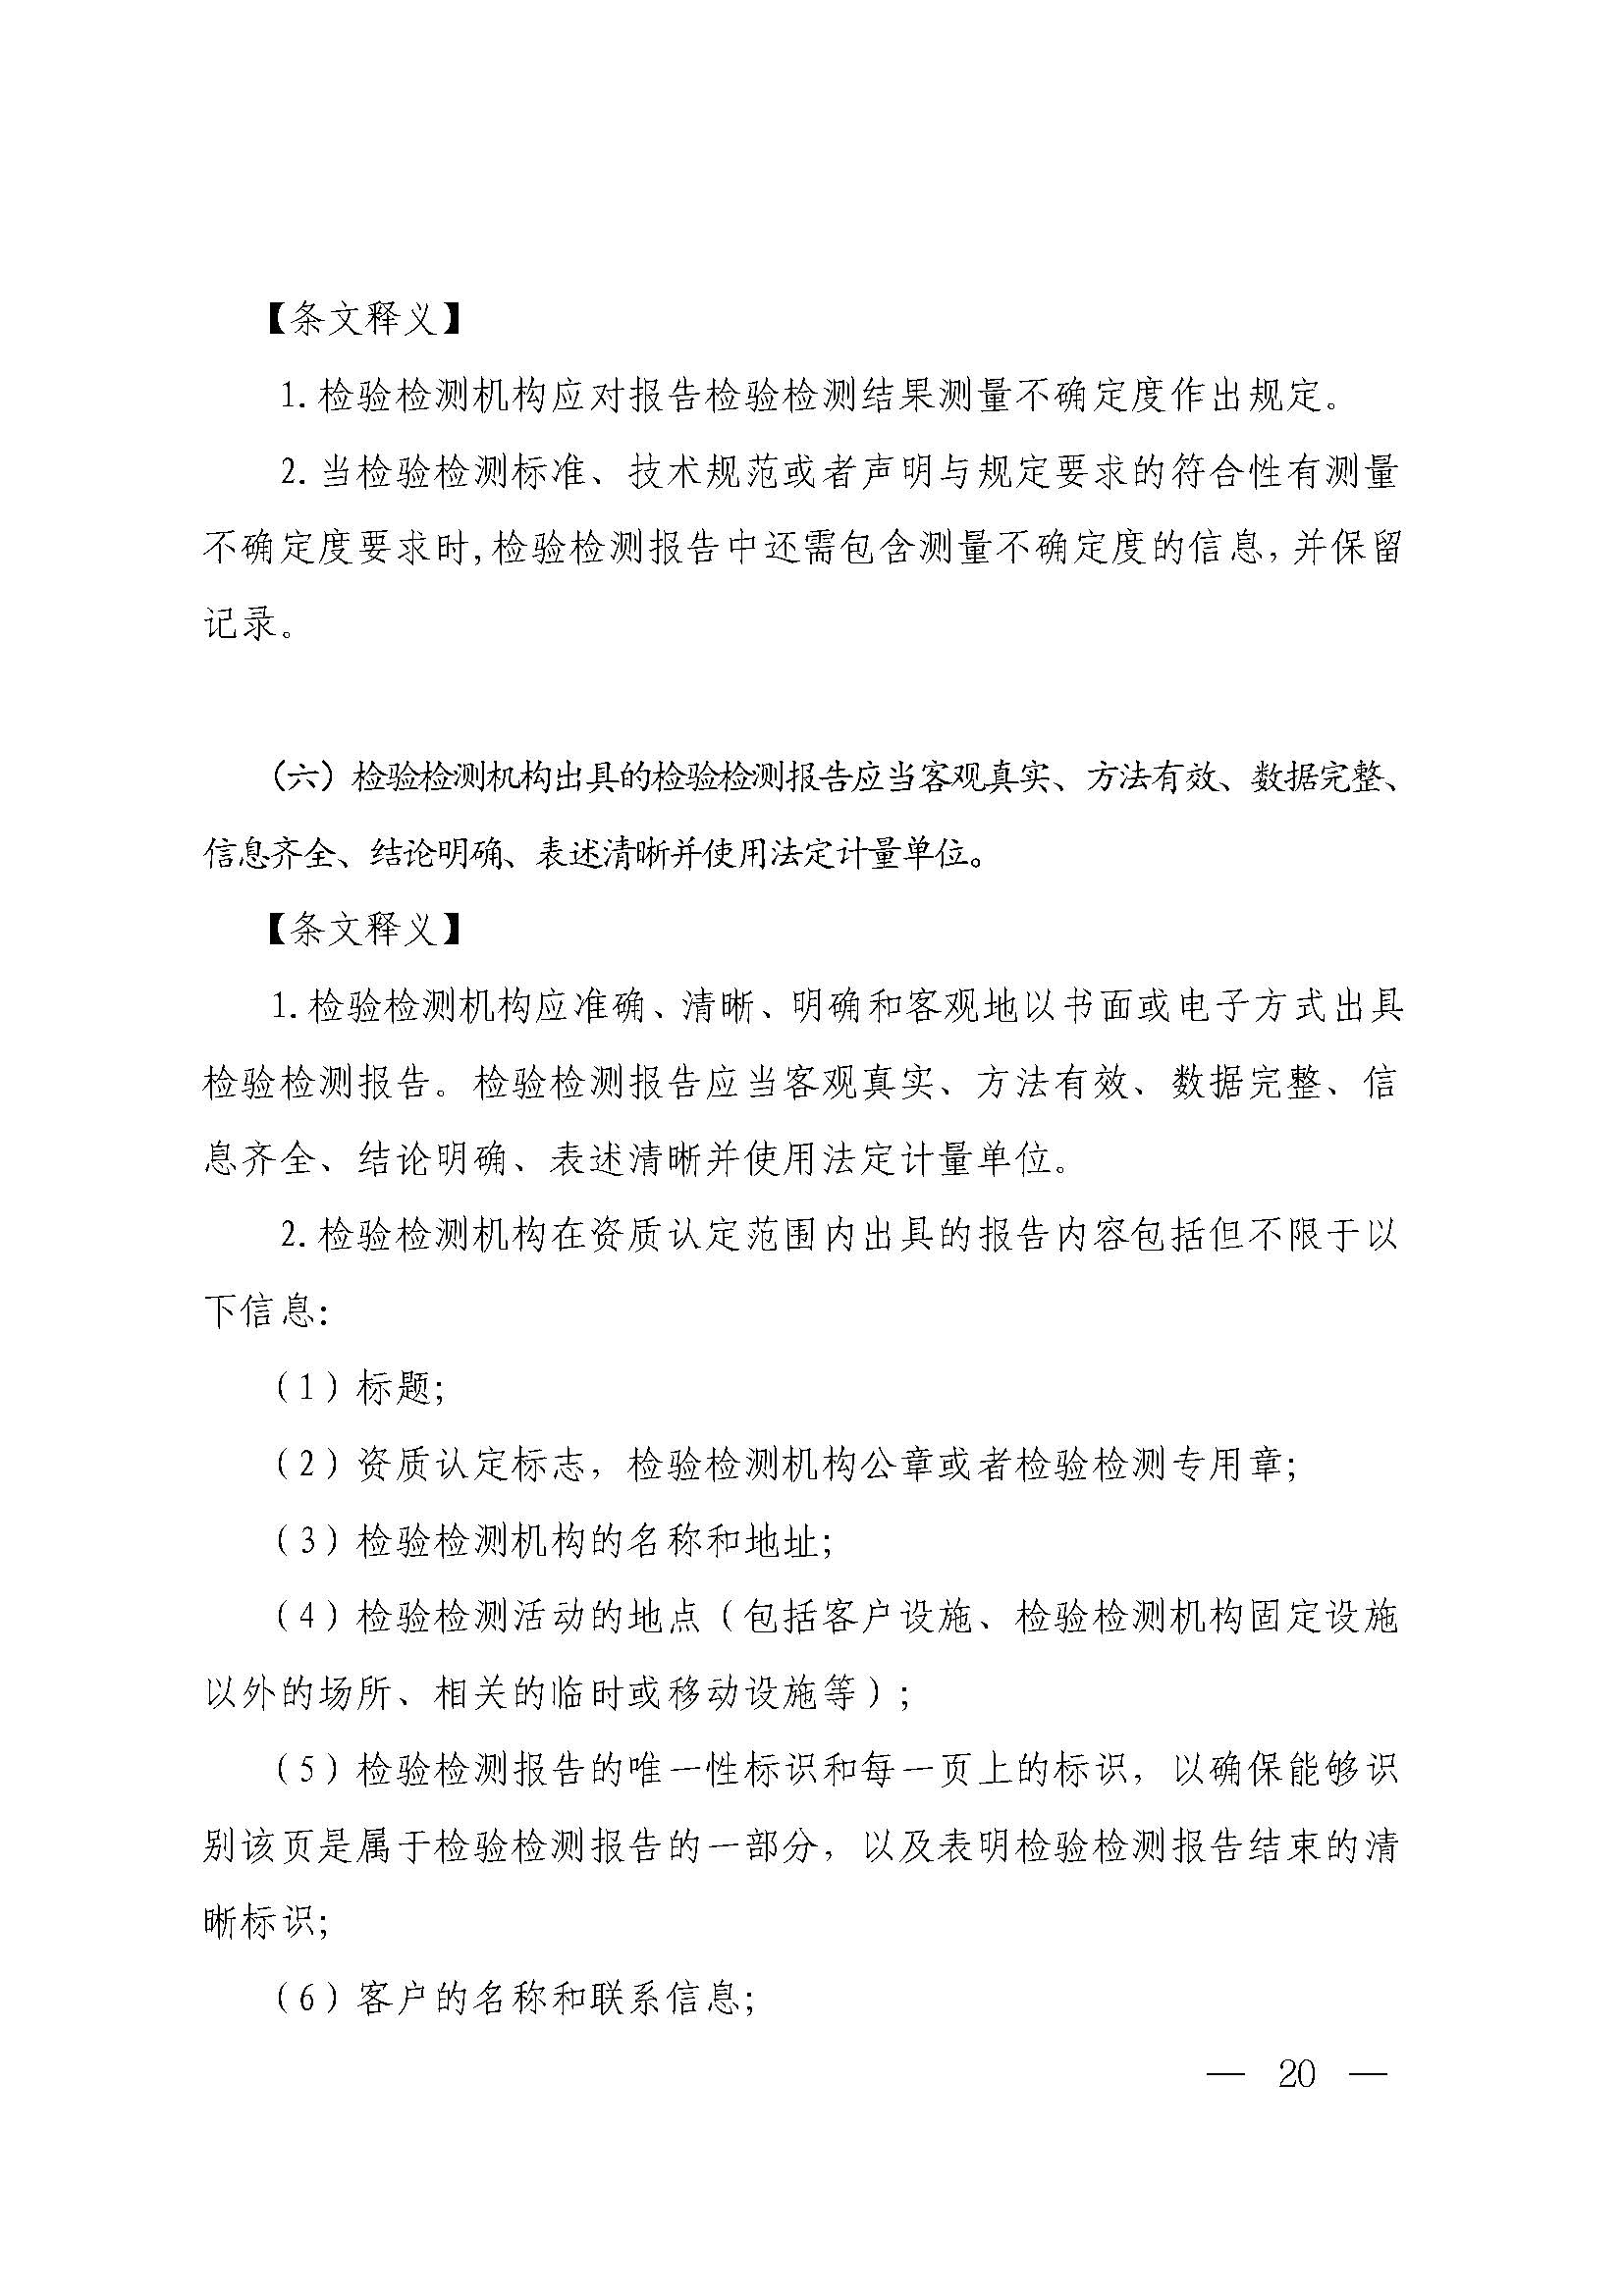 【条文释义】
1. 检验检测机构应对报告检验检测结果测量不确定度作出规定。
2. 当检验检测标准、技术规范或者声明与规定要求的符合性有测量
不确定度要求时,检验检测报告中还需包含测量不确定度的信息,并保留
记录。
（六）检验检测机构出具的检验检测报告应当客观真实、方法有效、数据完整、
信息齐全、结论明确、表述清晰并使用法定计量单位。
【条文释义】
1. 检验检测机构应准确、清晰、明确和客观地以书面或电子方式出具
检验检测报告。检验检测报告应当客观真实、方法有效、数据完整、信
息齐全、结论明确、表述清晰并使用法定计量单位。
2. 检验检测机构在资质认定范围内出具的报告内容包括但不限于以
下信息:
（1）标题;
（2）资质认定标志，检验检测机构公章或者检验检测专用章;
（3）检验检测机构的名称和地址;
（4）检验检测活动的地点（包括客户设施、检验检测机构固定设施
以外的场所、相关的临时或移动设施等）;
（5）检验检测报告的唯一性标识和每一页上的标识，以确保能够识
别该页是属于检验检测报告的一部分，以及表明检验检测报告结束的清
晰标识;
（6）客户的名称和联系信息;
— 20 —